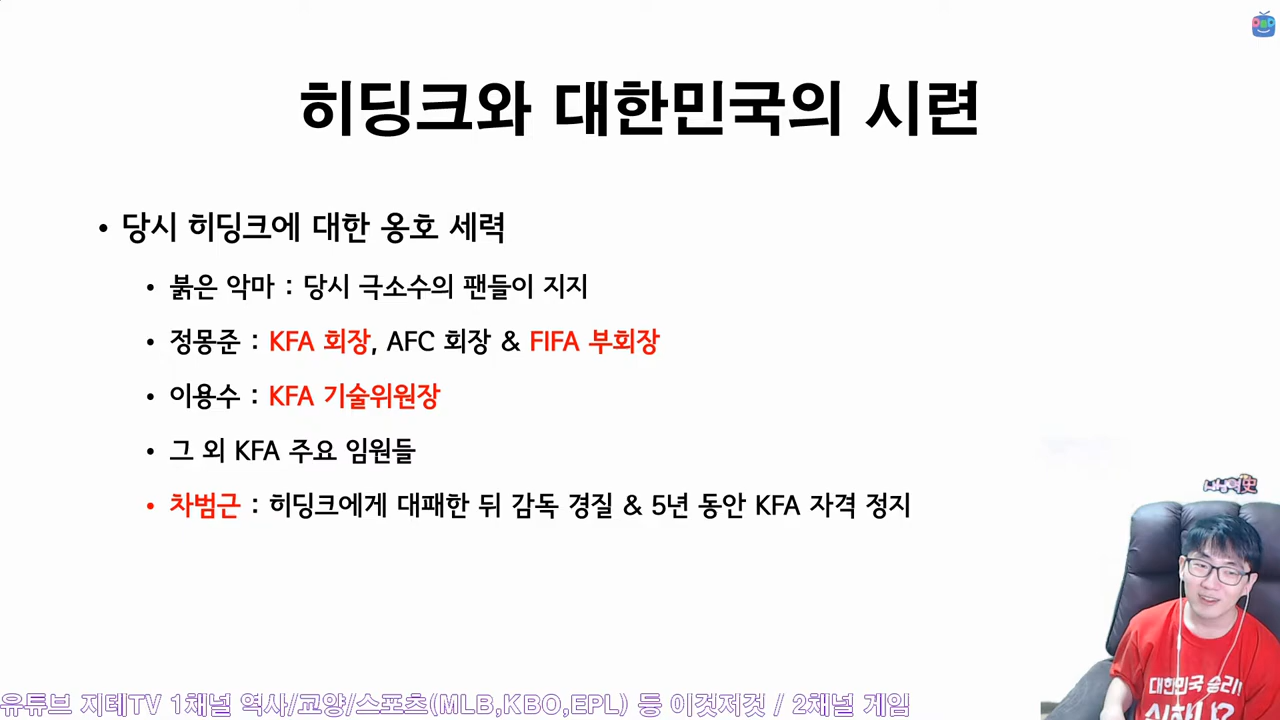 히딩크와 대한민국의 시련
• 당시 히딩크에 대한 옹호 세력
• 붉은 악마 : 당시 극소수의 팬들이 지지
• 정몽준 : KFA 회장, AFC 회장 & FIFA 부회장
• 이용수 : KFA 기술위원장
• 그 외 KFA 주요 임원들
• 차범근 : 히딩크에게 대패한 뒤 감독 경질 & 5년 동안 KFA 자격 정지
대한민국 승리!
유튜브 지테TV 1채널 역사/교양/스포츠(MLB,KBO,EPL) 등 이것저것 / 2채널 게임